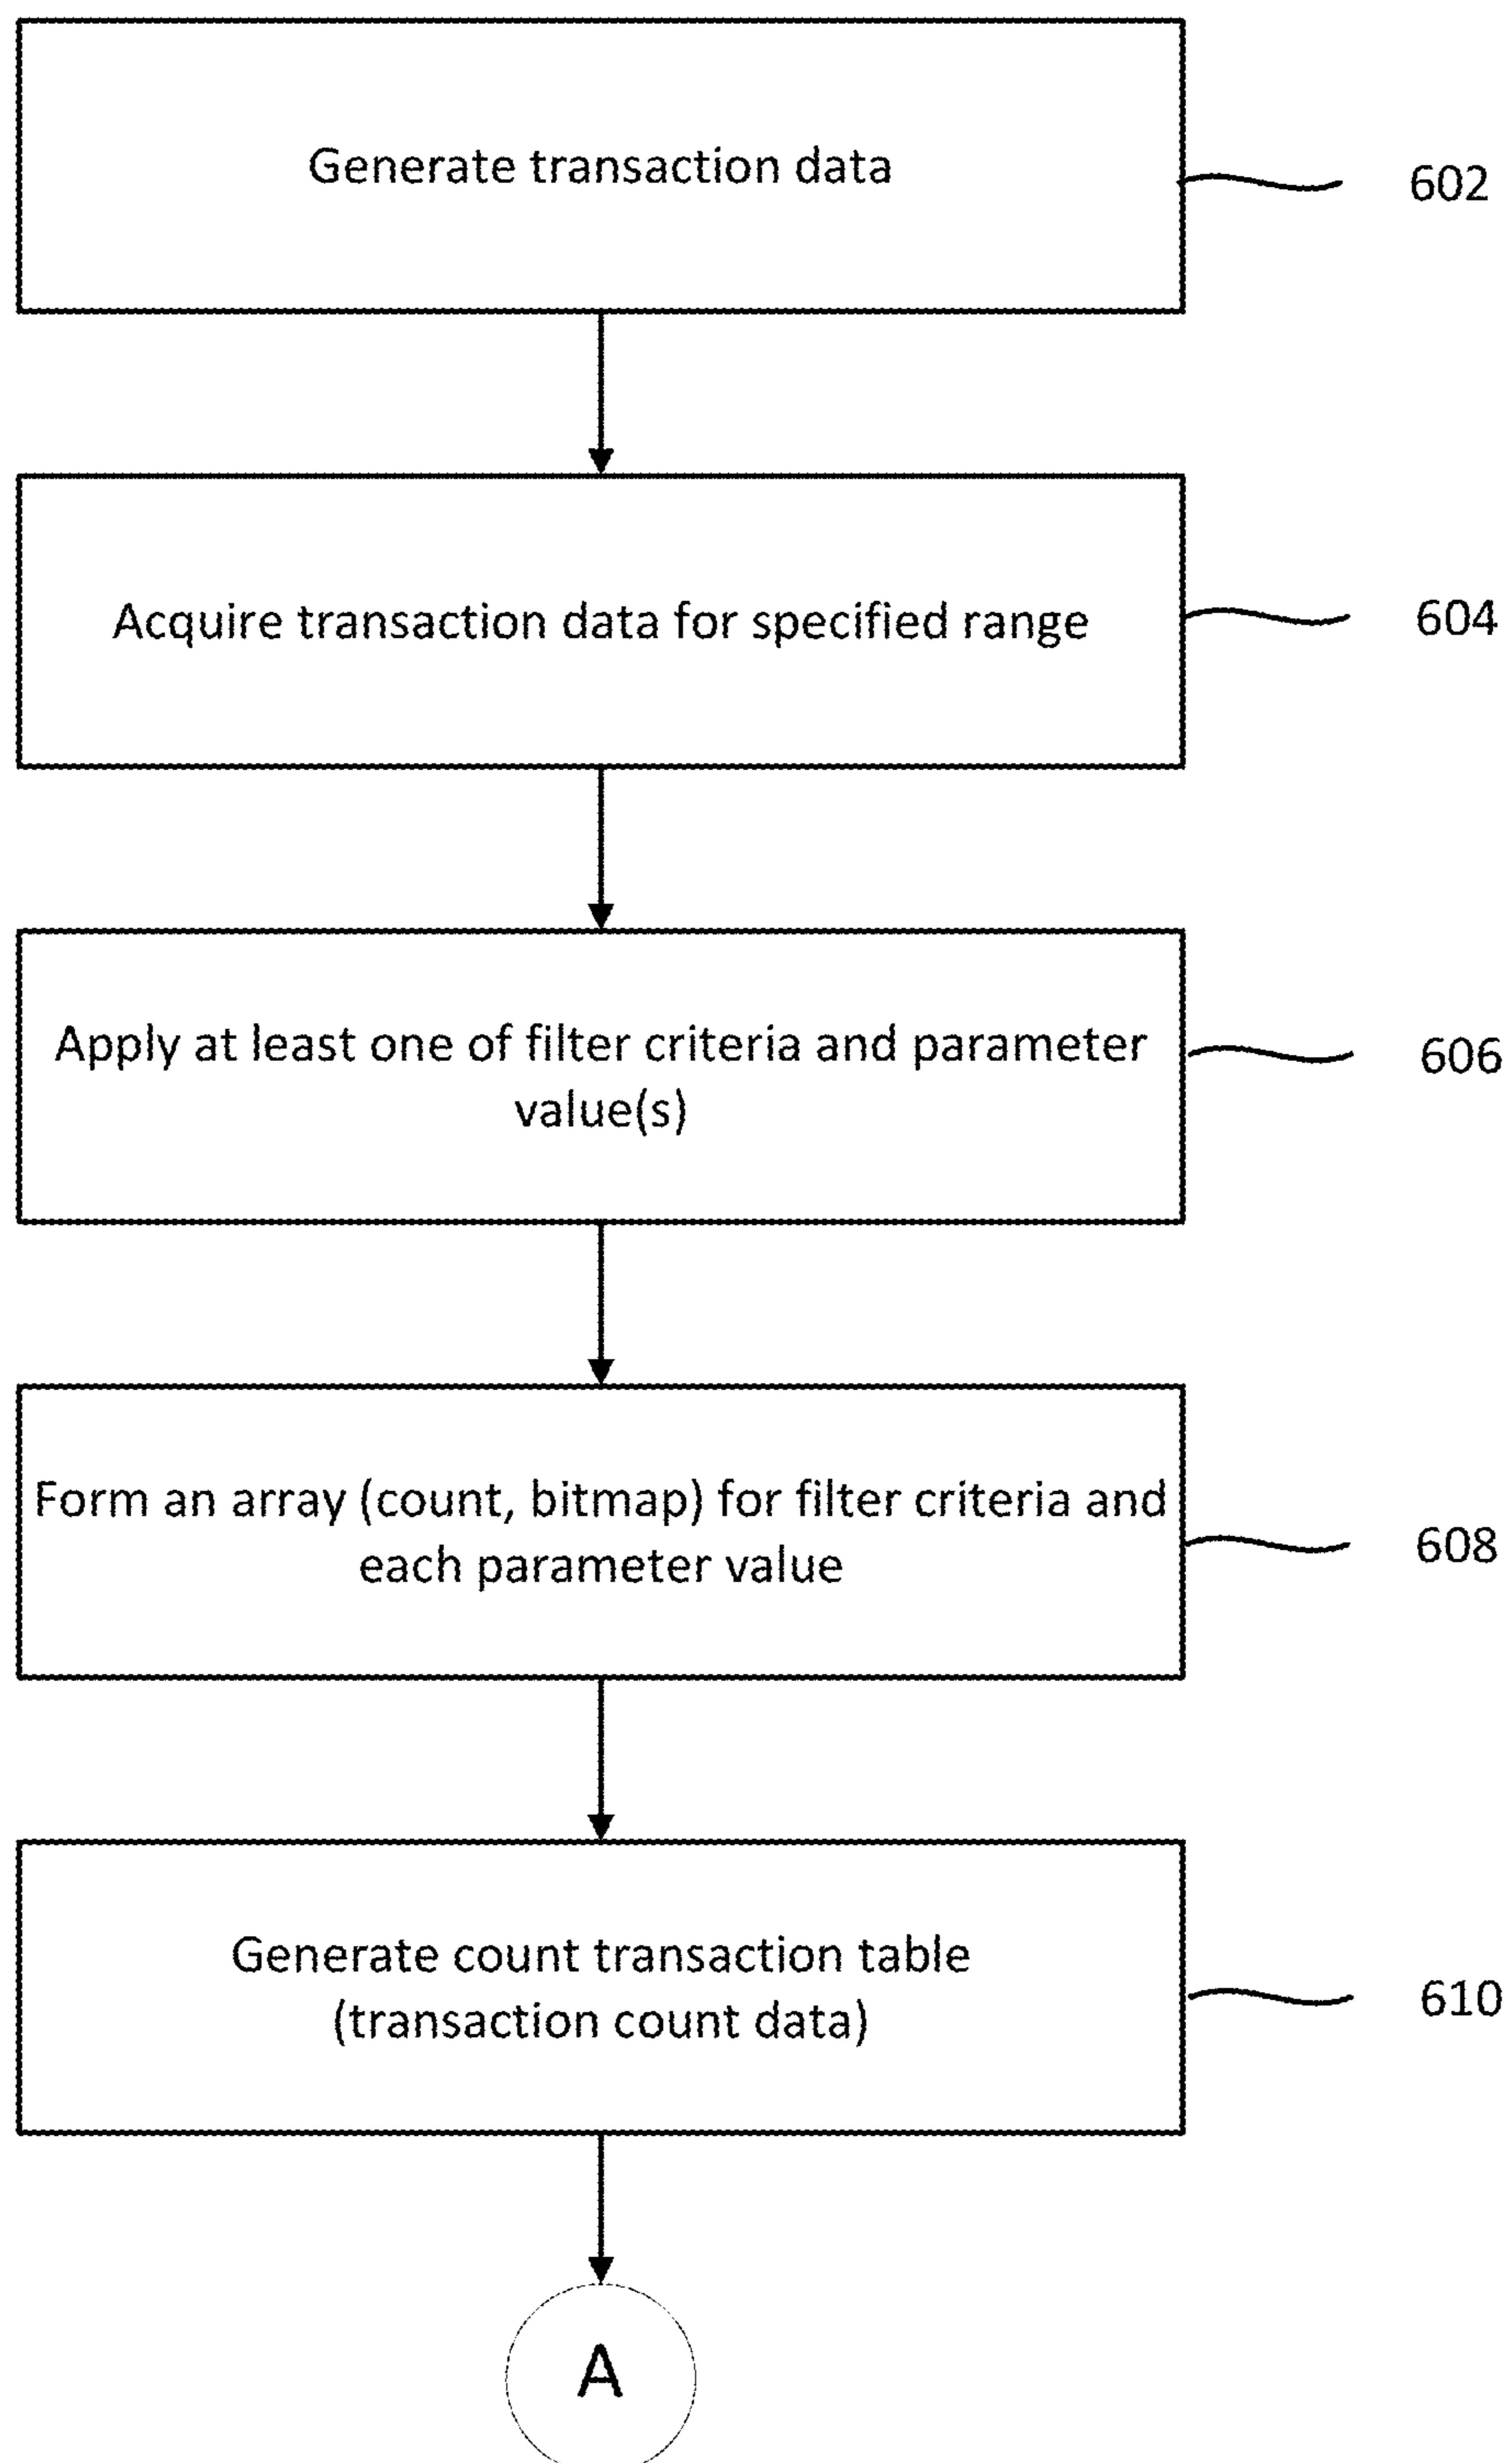 Generate transaction data
602
Acquire transaction data for specified range
604
Apply at least one of filter criteria and parameter
value(s)
606
Form an array (count, bitmap) for filter criteria and
each parameter value
608
Generate count transaction table
(transaction count data)
610
A